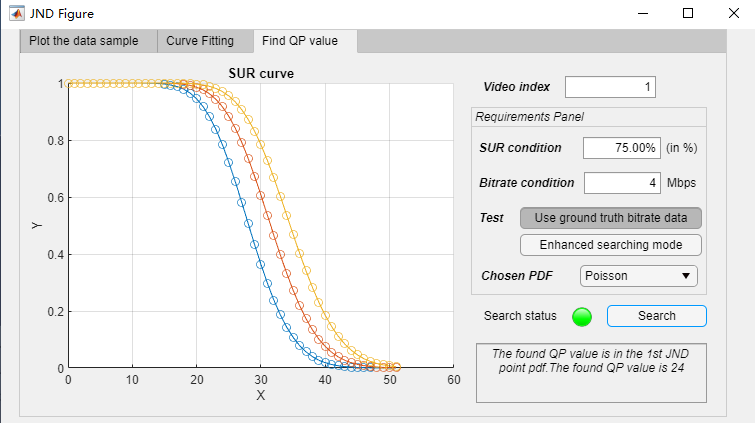 JND Figure
Plot the data sample
Curve Fitting
Find QP value
SUR curve
1
0.8
0.6
0.4
0.2
0
Y
0
10
20
30
40
50
60
X
Video index
1
Requirements Panel
SUR condition
75.00%
(in %)
Bitrate condition
4
Mbps
Test
Use ground truth bitrate data
Enhanced searching mode
Chosen PDF
Poisson
Search status
Search
The found QP value is in the 1st JND
point pdf.The found QP value is 24